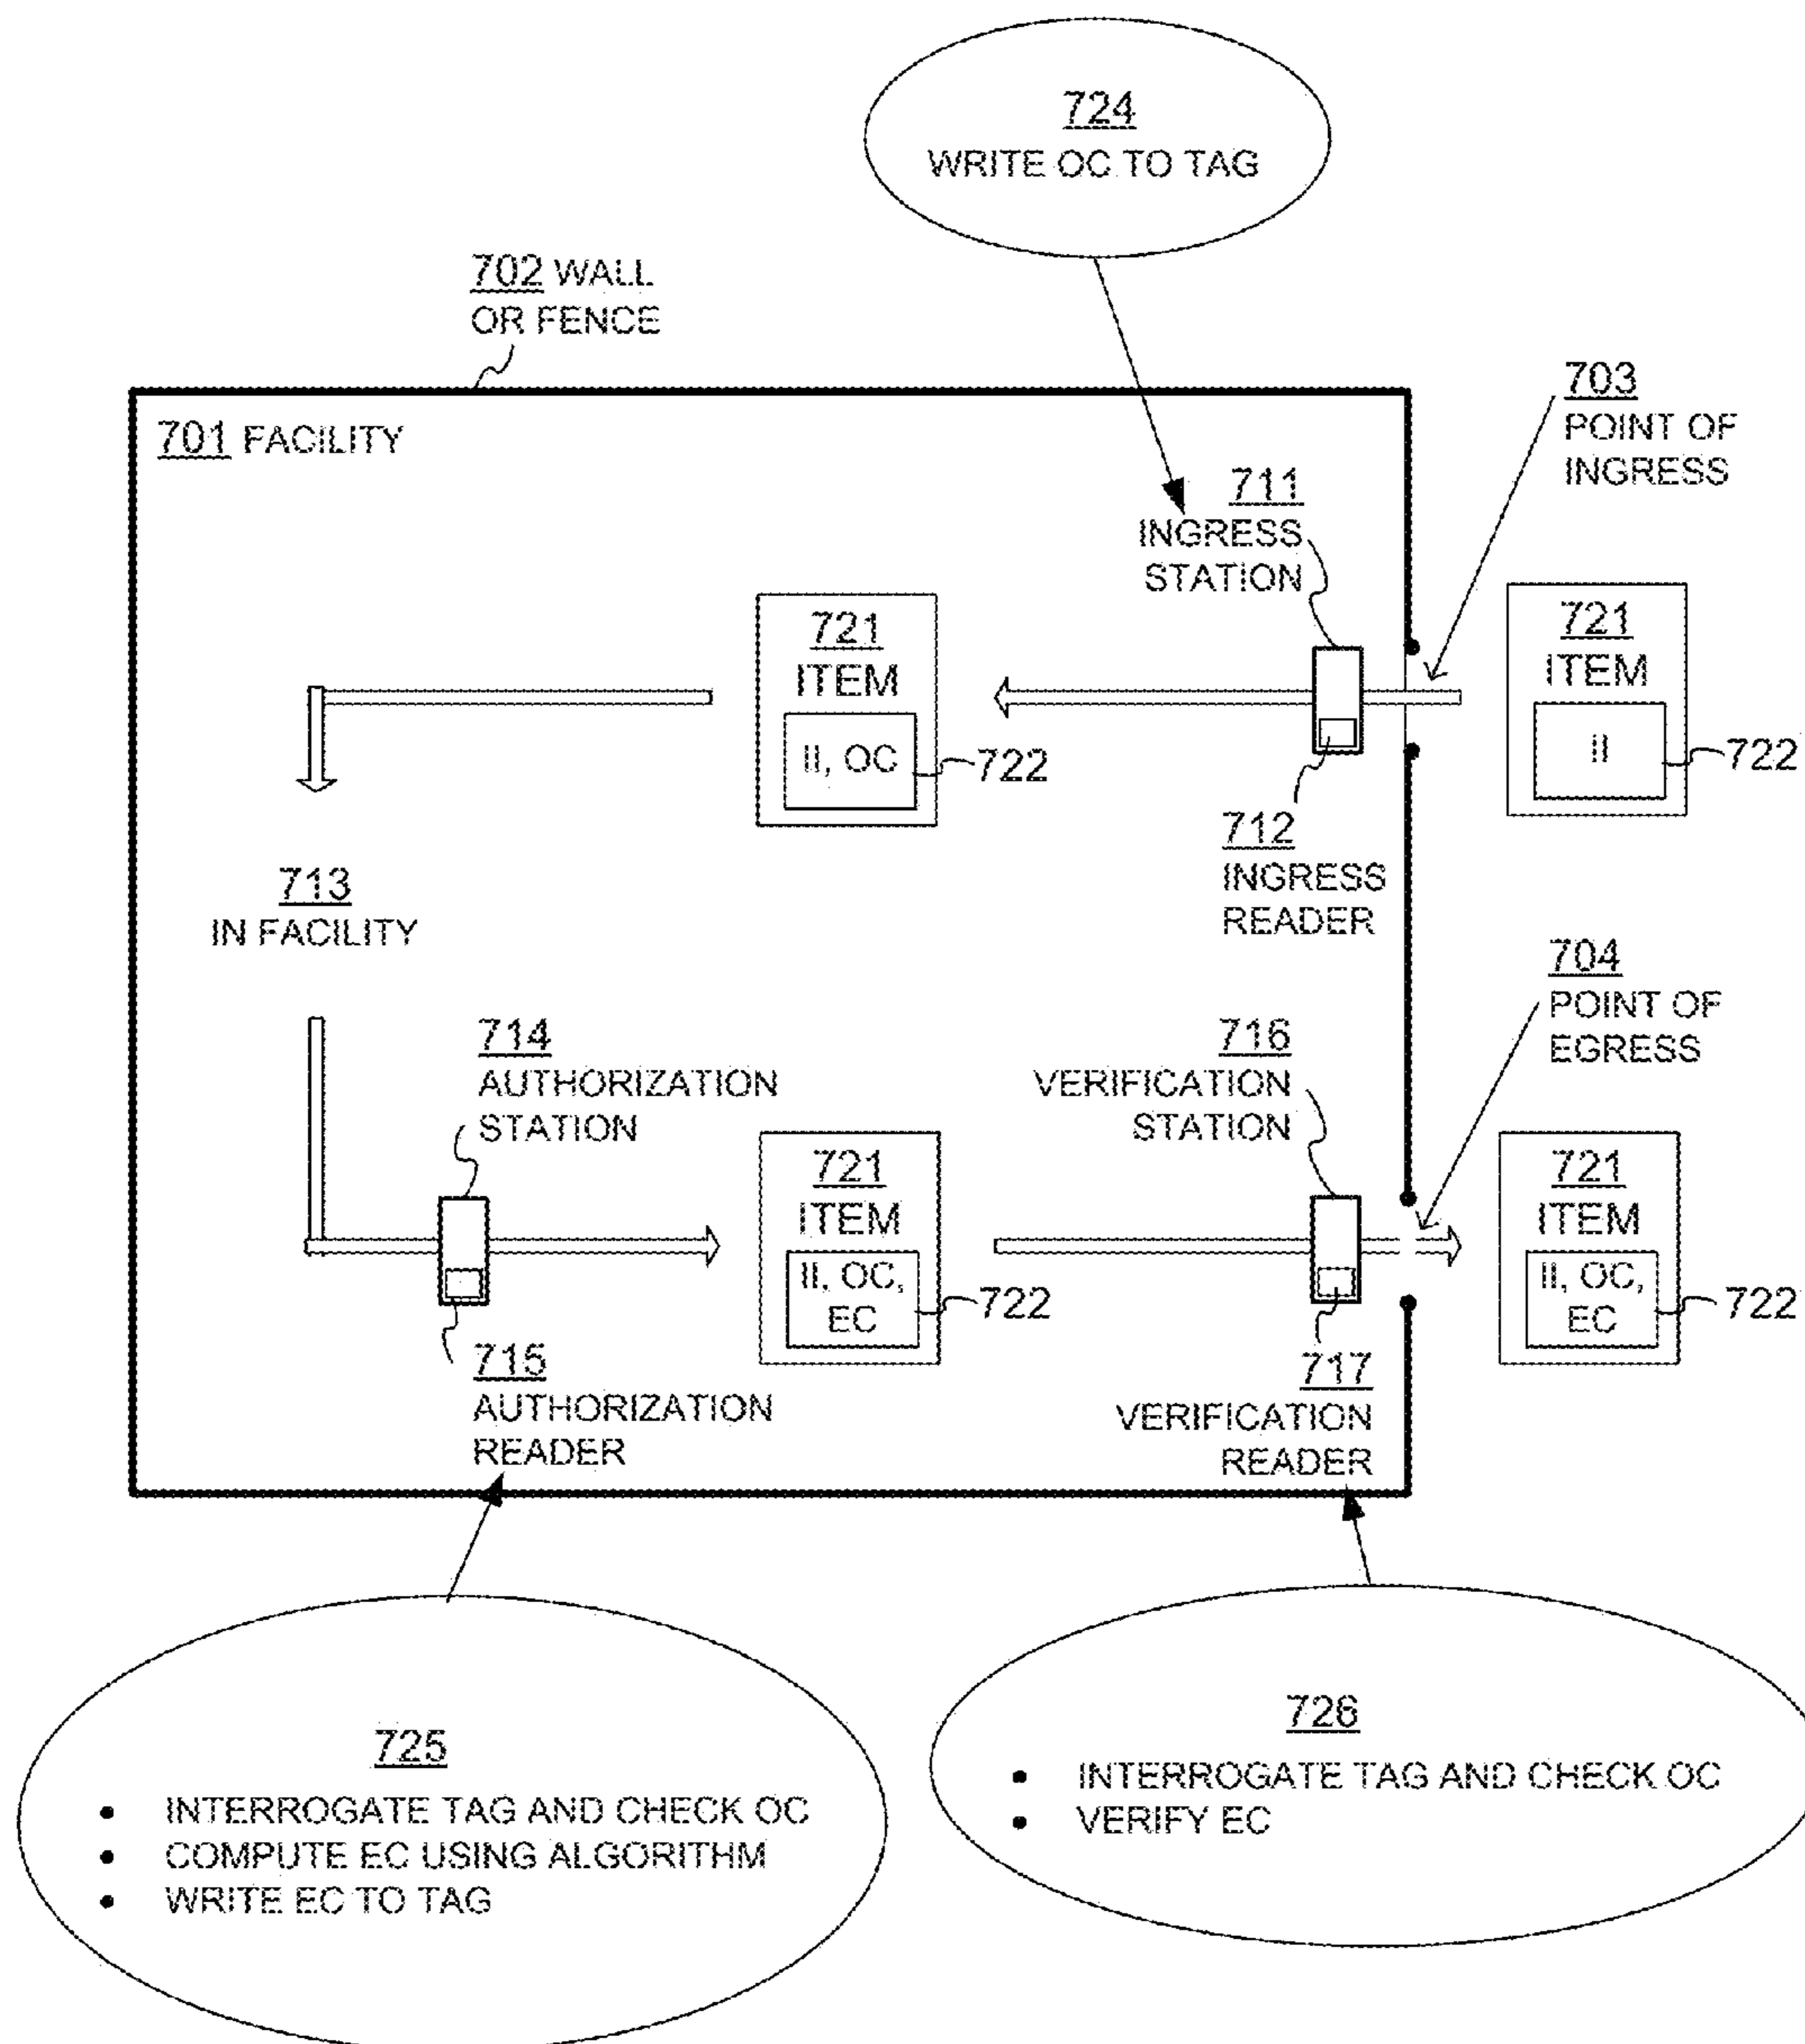 724
WRITE OC TO TAG
702 WALL
OR FENCE
703
POINT OF
INGRESS
701 FACILITY
711
INGRESS
STATION
721
ITEM
II, OC
722
721
ITEM
II
722
712
INGRESS
READER
713
IN FACILITY
704
POINT OF
EGRESS
714
AUTHORIZATION
STATION
716
VERIFICATION
STATION
721
ITEM
II, OC,
EC
722
721
ITEM
II, OC,
EC
722
715
AUTHORIZATION
READER
717
VERIFICATION
READER
725
• INTERROGATE TAG AND CHECK OC
• COMPUTE EC USING ALGORITHM
• WRITE EC TO TAG
726
• INTERROGATE TAG AND CHECK OC
• VERIFY EC